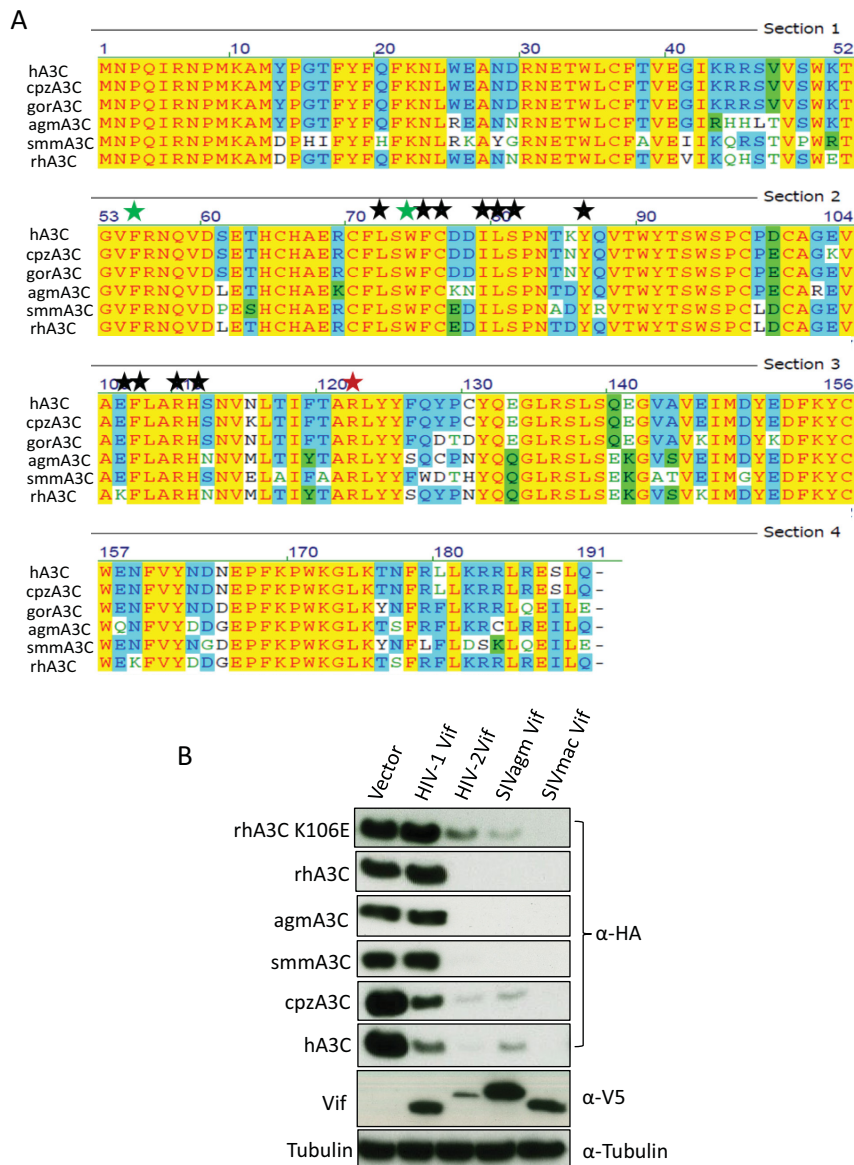 A
Section 1
1 10 20 30 40 52
hA3C MNPQIRNPMKAMYPGTFYFQFKNLWEANDRNETWLCFTVEGIKRRSVVSWKT
cpzA3C MNPQIRNPMKAMYPGTFYFQFKNLWEANDRNETWLCFTVEGIKRRSVVSWKT
gorA3C MNPQIRNPMKAMYPGTFYFQFKNLWEANNRNETWLCFTVEGIKRRSVVSWKT
agmA3C MNPQIRNPMKAMYPGTFYFQFKNLREANNRNETWLCFTVEGIRHHLTVSWKT
smmA3C MNPQIRNPMKAMDPHIFYFHFKNLRKAYGRNETWLCFAVEIIKQRSTVPWRT
rhA3C MNPQIRNPMKAMYPGTFYFQFKNLWEANNRNETWLCFTVEVIKQHSTVSWET
Section 2
53 60 70 80 90 104
hA3C GVFRNQVDSETHCHAERCFLSWFCDDILSPNTKYQVTWYTSWSPCPDCAGEV
cpzA3C GVFRNQVDSETHCHAERCFLSWFCDDILSPNTNYQVTWYTSWSPCPECAGKV
gorA3C GVFRNQVDSETHCHAERCFLSWFCDDILSPNTNYQVTWYTSWSPCPECAGEV
agmA3C GVFRNQVDLETHCHAEKCFLSWFCKNILSPNTDYQVTWYTSWSPCPECAREV
smmA3C GVFRNQVDPESHCHAERCFLSWFCEDILSPNADYRVTWYTSWSPCPDCAGEV
rhA3C GVFRNQVDLETHCHAERCFLSWFCEDILSPNTDYQVTWYTSWSPCLDCAGEV
Section 3
120 130 140 156
hA3C AEFLARHSNVNLTIFTARLYYFQYPCYQEGLRSLSQEGVAVEIMDYEDFKYC
cpzA3C AEFLARHSNVKLTIFTARLYYFQYPCYQEGLRSLSQEGVAVEIMDYEDFKYC
gorA3C AEFLARHSNVNLTIFTARLYYFQDTDYQEGLRSLSQEGVAVKIMDYKDFKYC
agmA3C AEFLARHNNVMLTIYTARLYYSQCPNYQQGLRSLSQKGVSVEIMDYEDFKYC
smmA3C AEFLARHSNVELAIFAARLYYFWDTHYQQGLRSLSEKGATVEIMGYEDFKYC
rhA3C AKFLARHNNVMLTIYTARLYYSQYPNYQQGLRSLSEKGVSVKIMDYEDFKYC
Section 4
157 170 180 191
hA3C WENFVYNDNEPFKPWKGLKTNFRLLKRRLRESLQ-
cpzA3C WENFVYNDNEPFKPWKGLKTNFRLLKRRLRESLQ-
gorA3C WENFVYNDDEPFKPWKGLKYNFRFLKRRLQEILE-
agmA3C WQNFVYDDGEPFKPWKGLKTSFRFLKRCLREILQ-
smmA3C WENFVYNGDEPFKPWKGLKYNFLFLDSKLQEILE-
rhA3C WEKFVYDDGEPFKPWKGLKTSFRFLKRRLREILQ-
B
Vector HIV-1 Vif HIV-2Vif SIVagm Vif SIVmac Vif
rhA3C K106E
rhA3C
agmA3C
α-HA
smmA3C
cpzA3C
hA3C
Vif α-V5
Tubulin α-Tubulin